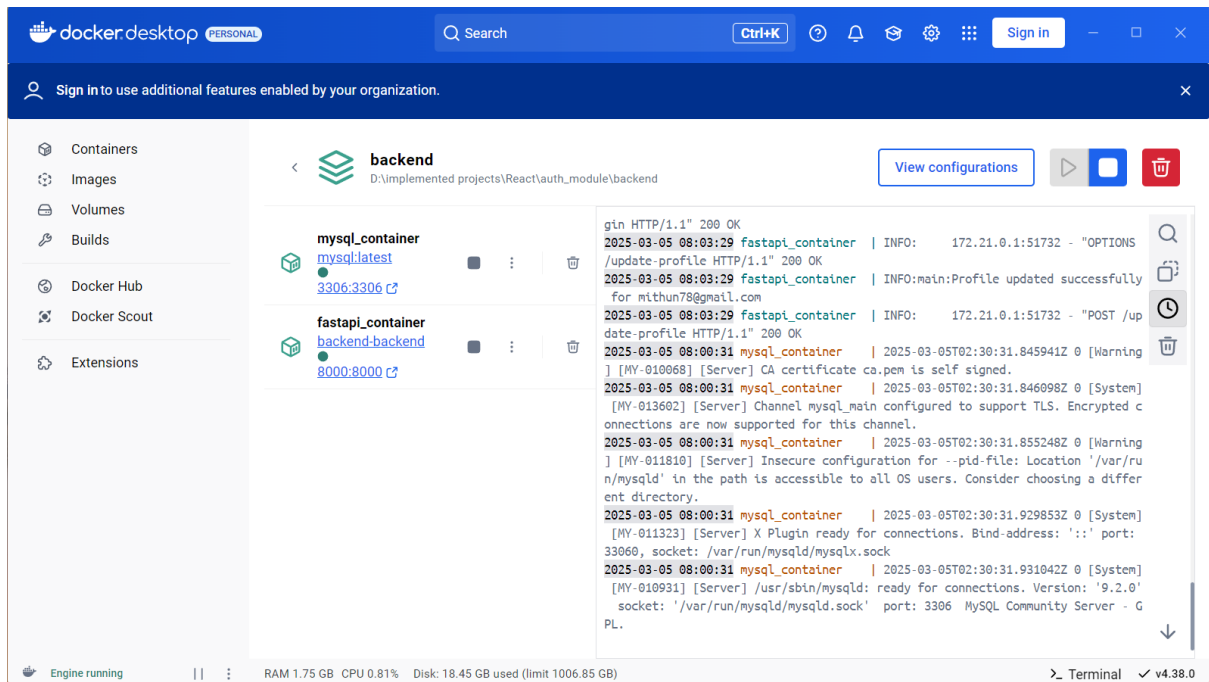 docker.desktop PERSONAL
Search
Ctrl+K
Sign in
Sign in to use additional features enabled by your organization.
Containers
Images
Volumes
Builds
Docker Hub
Docker Scout
Extensions
backend
D:\implemented projects\React\auth_module\backend
View configurations
mysql_container
mysql:latest
3306:3306
fastapi_container
backend-backend
8000:8000
gin HTTP/1.1" 200 OK
2025-03-05 08:03:29 fastapi_container | INFO: 172.21.0.1:51732 - "OPTIONS
/update-profile HTTP/1.1" 200 OK
2025-03-05 08:03:29 fastapi_container | INFO:main:Profile updated successfully
for mithun78@gmail.com
2025-03-05 08:03:29 fastapi_container | INFO: 172.21.0.1:51732 - "POST /up
date-profile HTTP/1.1" 200 OK
2025-03-05 08:00:31 mysql_container | 2025-03-05T02:30:31.845941Z 0 [Warning
] [MY-010068] [Server] CA certificate ca.pem is self signed.
2025-03-05 08:00:31 mysql_container | 2025-03-05T02:30:31.846098Z 0 [System]
[MY-013602] [Server] Channel mysql_main configured to support TLS. Encrypted c
onnections are now supported for this channel.
2025-03-05 08:00:31 mysql_container | 2025-03-05T02:30:31.855248Z 0 [Warning
] [MY-011810] [Server] Insecure configuration for --pid-file: Location '/var/ru
n/mysqld' in the path is accessible to all OS users. Consider choosing a differ
ent directory.
2025-03-05 08:00:31 mysql_container | 2025-03-05T02:30:31.929853Z 0 [System]
[MY-011323] [Server] X Plugin ready for connections. Bind-address: '::' port:
33060, socket: /var/run/mysqld/mysqlx.sock
2025-03-05 08:00:31 mysql_container | 2025-03-05T02:30:31.931042Z 0 [System]
[MY-010931] [Server] /usr/sbin/mysqld: ready for connections. Version: '9.2.0'
socket: '/var/run/mysqld/mysqld.sock' port: 3306 MySQL Community Server - G
PL.
Engine running
RAM 1.75 GB CPU 0.81% Disk: 18.45 GB used (limit 1006.85 GB)
Terminal
v4.38.0